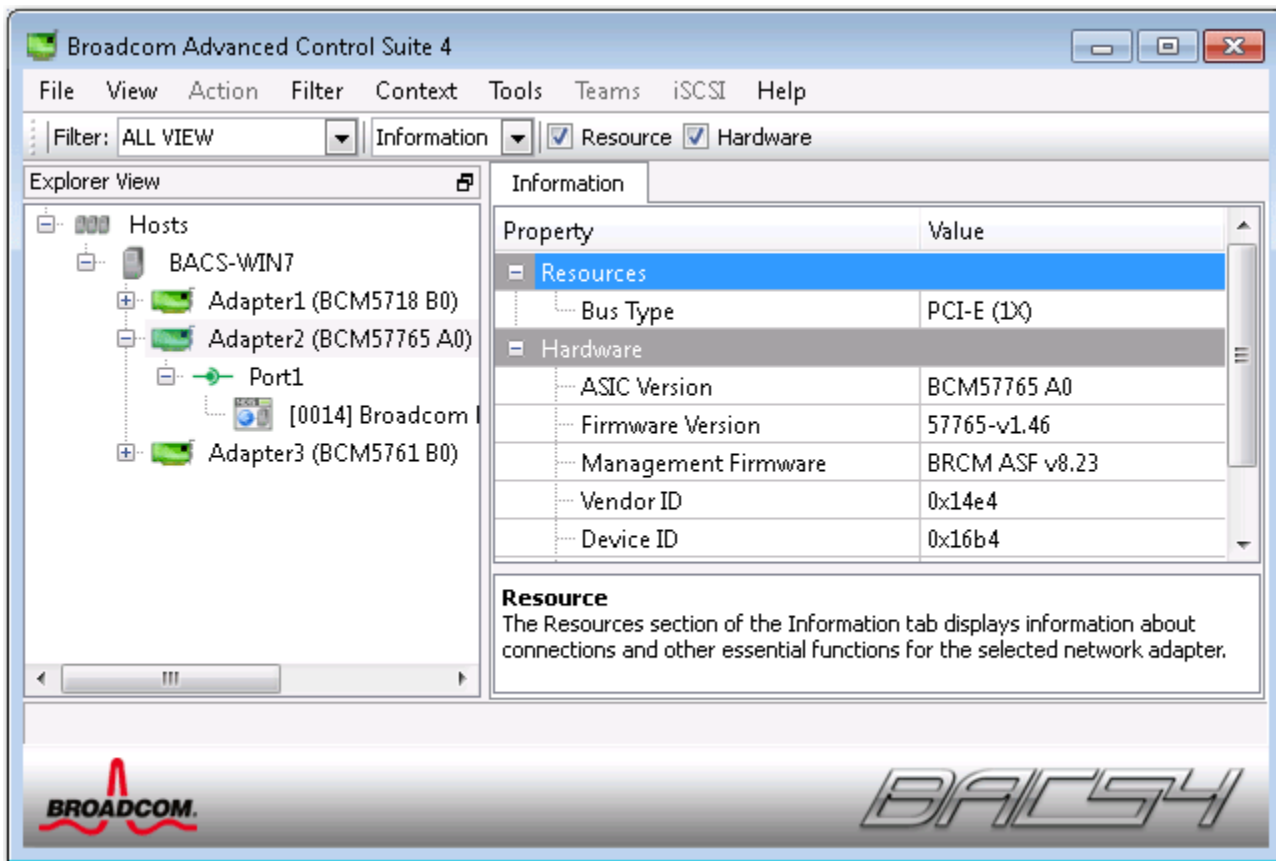 Broadcom Advanced Control Suite 4
File View Action Filter Context Tools Teams iSCSI Help
Filter: ALL VIEW Information Resource Hardware
Explorer View
Hosts
BACS-WIN7
Adapter1 (BCM5718 B0)
Adapter2 (BCM57765 A0)
Port1
[0014] Broadcom
Adapter3 (BCM5761 B0)
Information
Property Value
Resources
Bus Type PCI-E (1X)
Hardware
ASIC Version BCM57765 A0
Firmware Version 57765-v1.46
Management Firmware BRCM ASF v8.23
Vendor ID 0x14e4
Device ID 0x16b4
Resource
The Resources section of the Information tab displays information about
connections and other essential functions for the selected network adapter.
BROADCOM.
BACS4